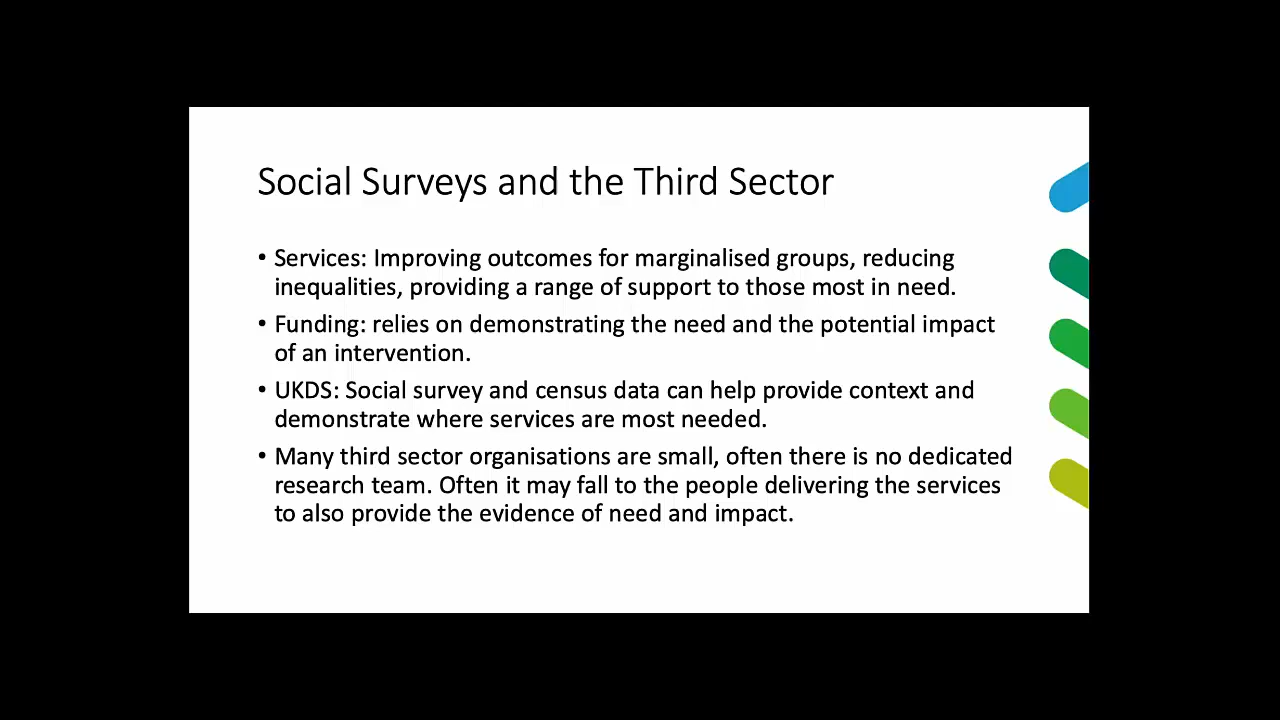 Social Surveys and the Third Sector
• Services: Improving outcomes for marginalised groups, reducing
inequalities, providing a range of support to those most in need.
• Funding: relies on demonstrating the need and the potential impact
of an intervention.
• UKDS: Social survey and census data can help provide context and
demonstrate where services are most needed.
• Many third sector organisations are small, often there is no dedicated
research team. Often it may fall to the people delivering the services
to also provide the evidence of need and impact.